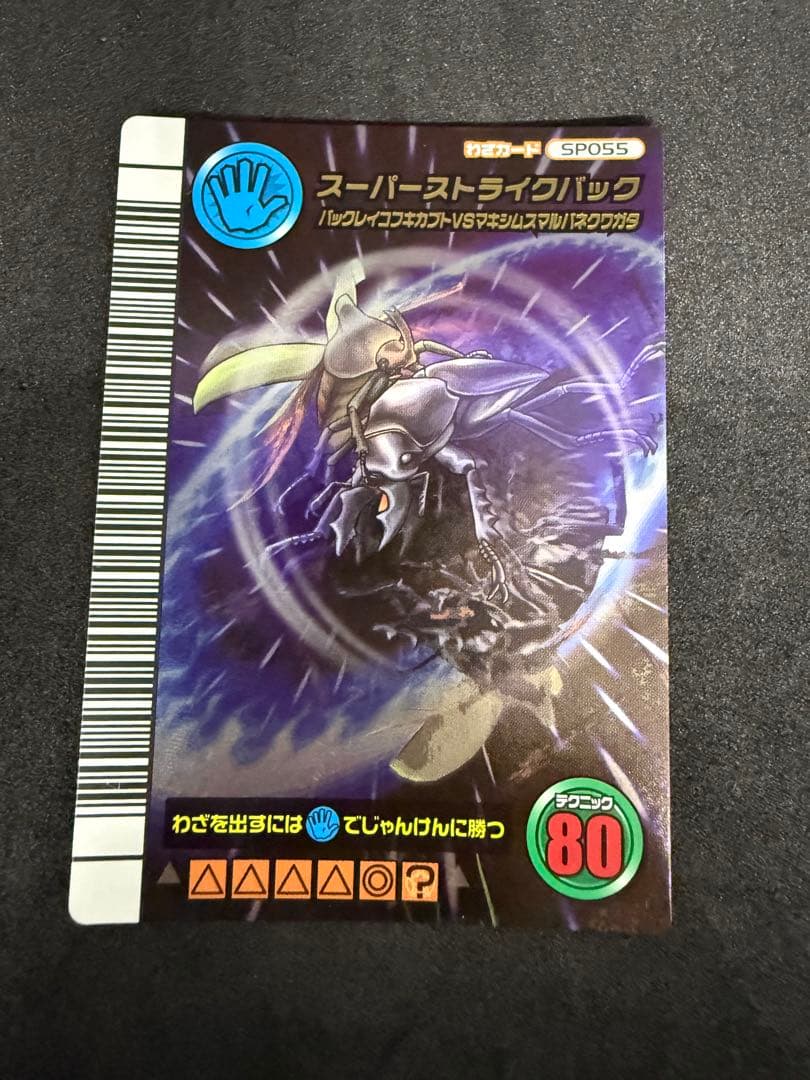 わざカード SP055
スーパーストライクバック
バックレイコフキカブトVSマキシムスマルバネクワガタ
わざを出すには でじゃんけんに勝つ
テクニック
80
?